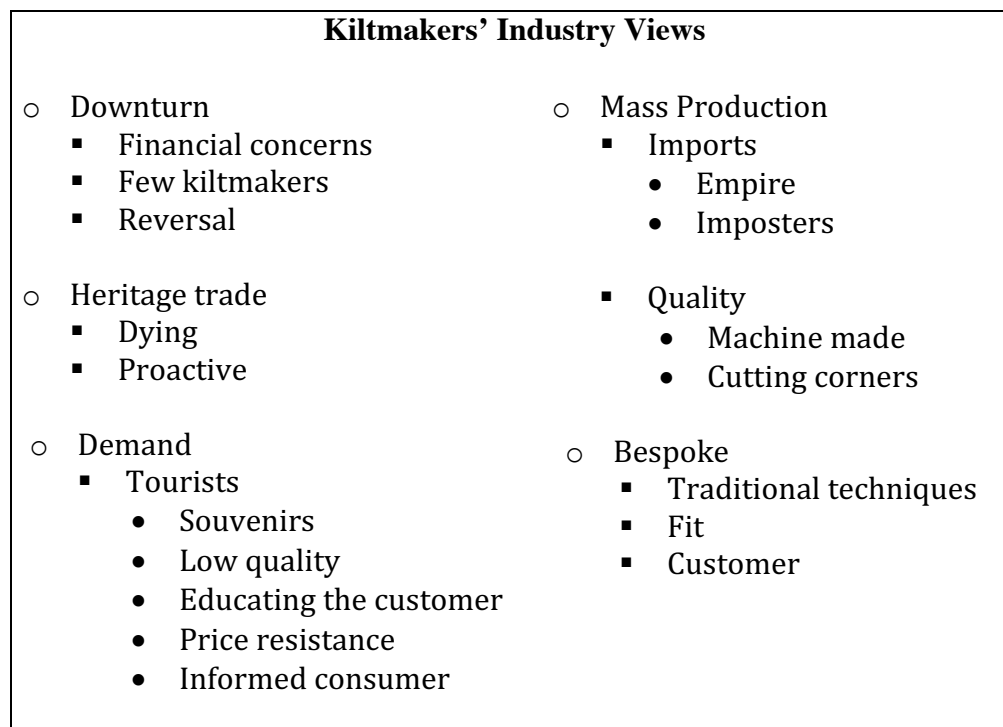 Kiltmakers’ Industry Views
o Downturn
▪ Financial concerns
▪ Few kiltmakers
▪ Reversal
o Heritage trade
▪ Dying
▪ Proactive
o Demand
▪ Tourists
• Souvenirs
• Low quality
• Educating the customer
• Price resistance
• Informed consumer
o Mass Production
▪ Imports
• Empire
• Imposters
▪ Quality
• Machine made
• Cutting corners
o Bespoke
▪ Traditional techniques
▪ Fit
▪ Customer